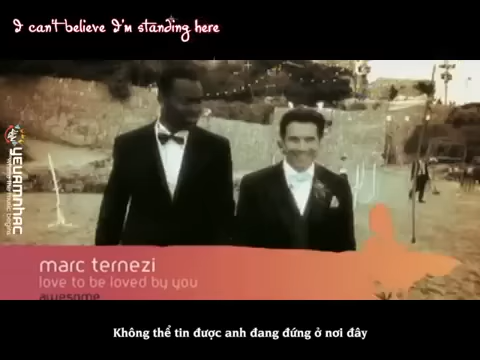 I can't believe I'm standing here
YEUAMNHAC
marc ternezi
love to be loved by you
awesome
Không thể tin được anh đang đứng ở nơi đây